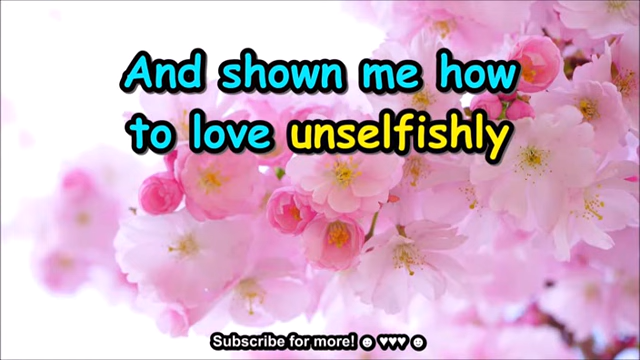 And shown me how
to love unselfishly
Subscribe for more! ☻ ♥♥♥ ☻